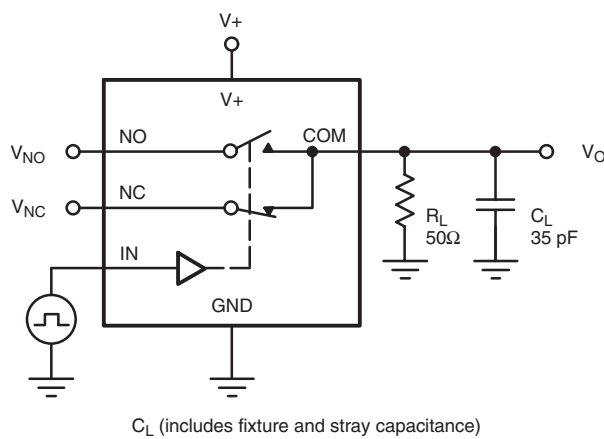 V+
V+
NO
COM
V_NO
V_O
NC
V_NC
R_L
50Ω
C_L
35 pF
IN
GND
C_L (includes fixture and stray capacitance)